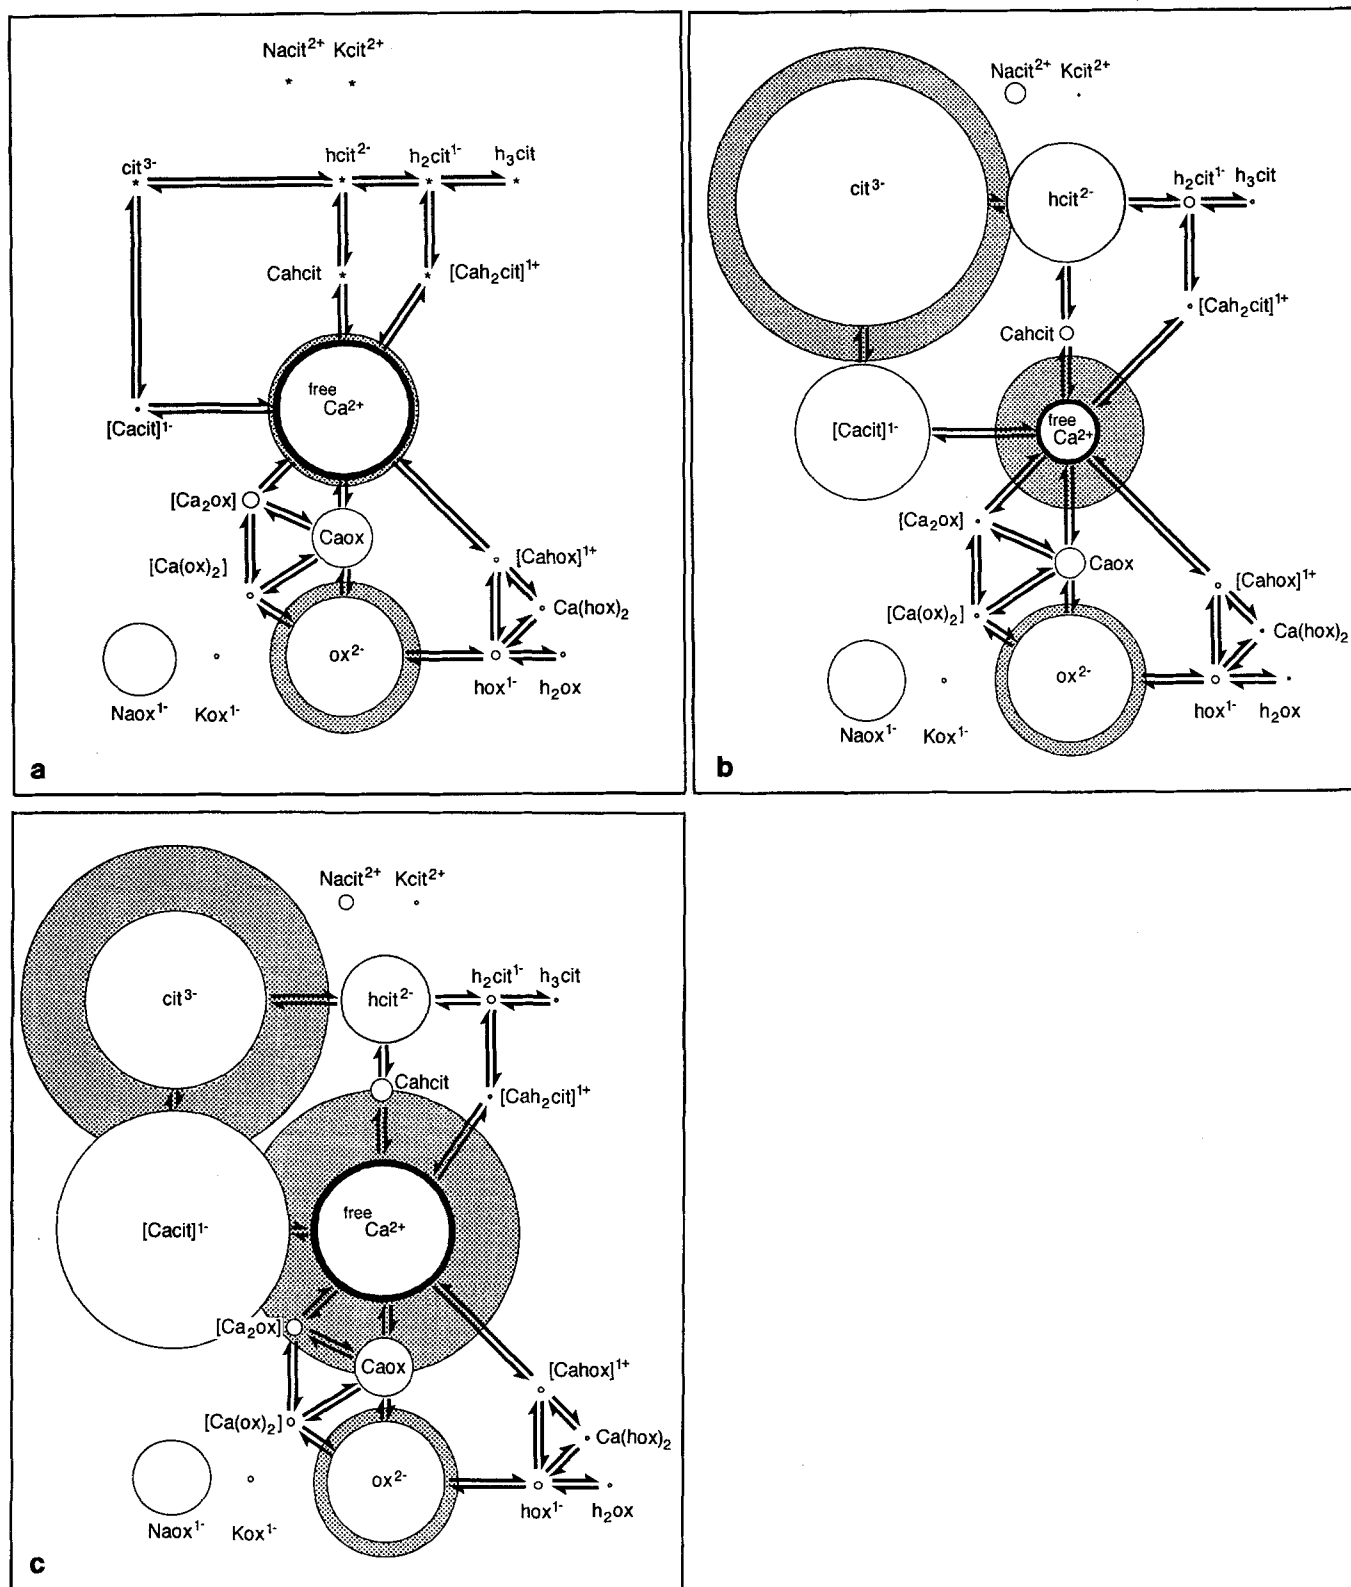 Nacit²⁺ Kcit²⁺
* *
cit³⁻ hcit²⁻ h₂cit¹⁻ h₃cit
* * * *
Cahcit * * [Cah₂cit]¹⁺
free
Ca²⁺
[Cacit]¹⁻
[Ca₂ox]
Caox
[Ca(ox)₂]
[Cahox]¹⁺
Ca(hox)₂
ox²⁻
hox¹⁻ h₂ox
Naox¹⁻ Kox¹⁻
a
Nacit²⁺ Kcit²⁺
cit³⁻ hcit²⁻ h₂cit¹⁻ h₃cit
Cahcit [Cah₂cit]¹⁺
[Cacit]¹⁻
free
Ca²⁺
[Ca₂ox]
Caox
[Ca(ox)₂]
[Cahox]¹⁺
Ca(hox)₂
ox²⁻
hox¹⁻ h₂ox
Naox¹⁻ Kox¹⁻
b
Nacit²⁺ Kcit²⁺
cit³⁻ hcit²⁻ h₂cit¹⁻ h₃cit
Cahcit [Cah₂cit]¹⁺
[Cacit]¹⁻
free
Ca²⁺
[Ca₂ox]
Caox
[Ca(ox)₂]
[Cahox]¹⁺
Ca(hox)₂
ox²⁻
hox¹⁻ h₂ox
Naox¹⁻ Kox¹⁻
c